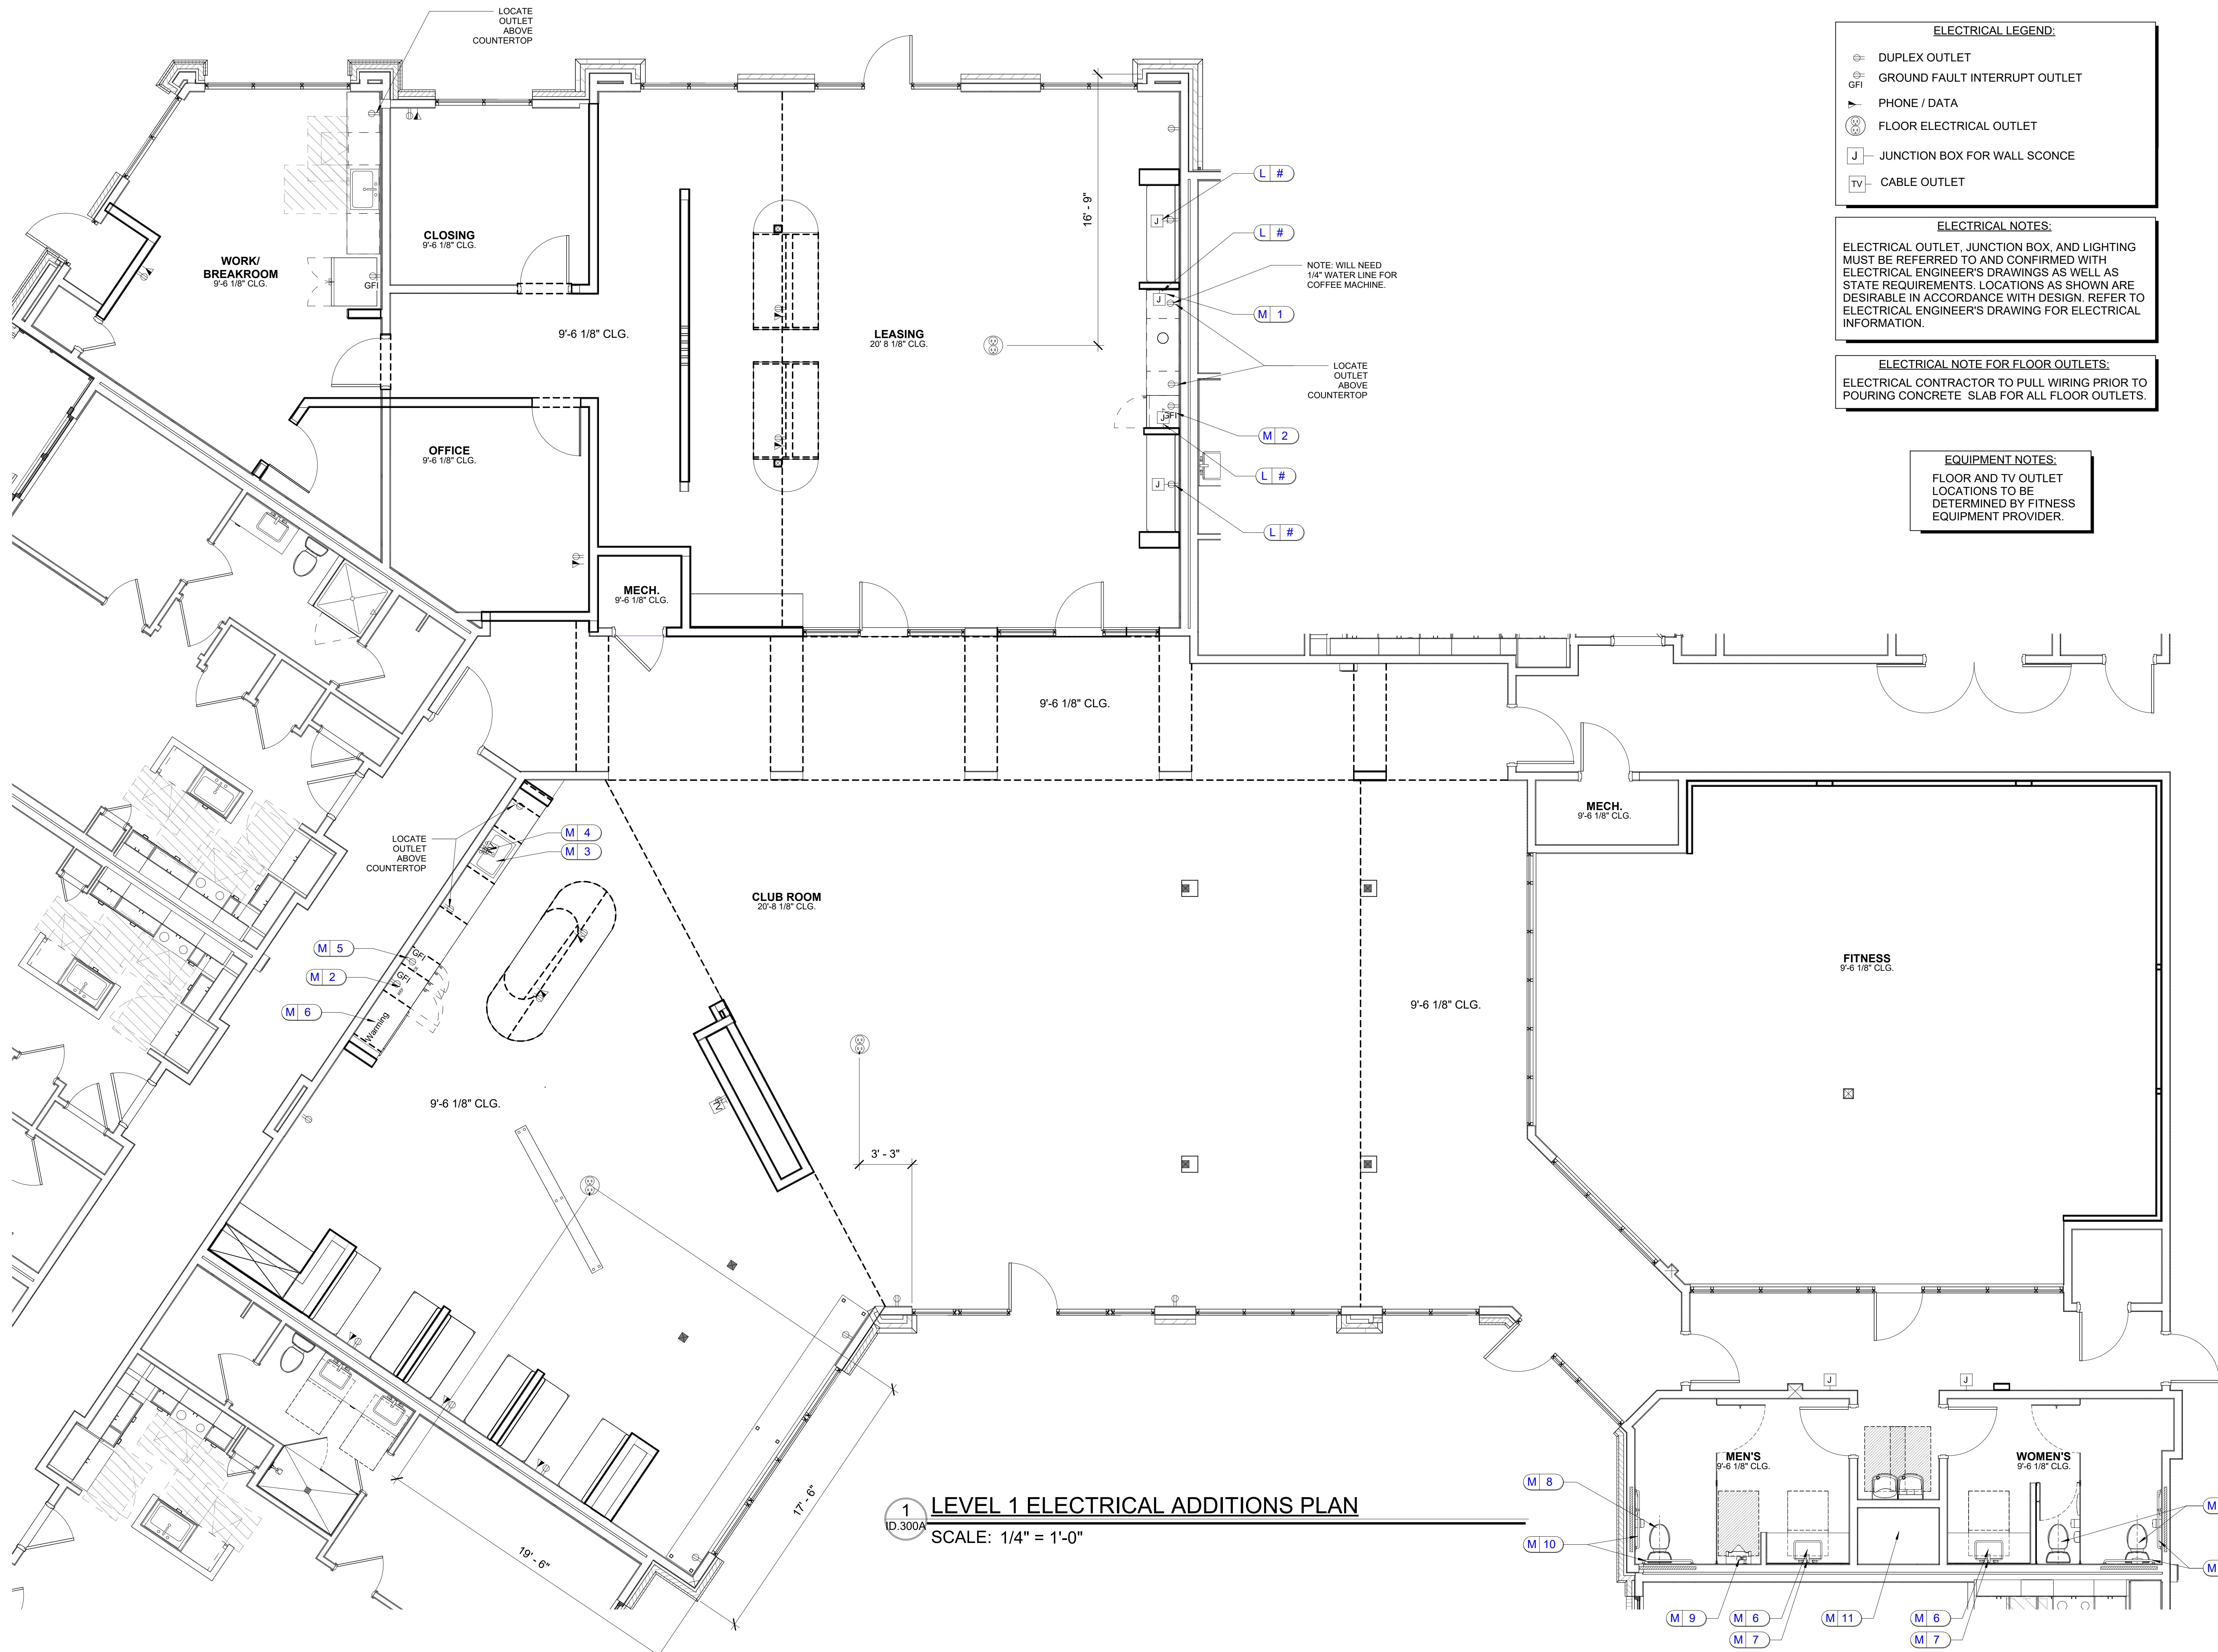 LOCATE
OUTLET
ABOVE
COUNTERTOP
ELECTRICAL LEGEND:
DUPLEX OUTLET
GROUND FAULT INTERRUPT OUTLET
GFI
PHONE / DATA
FLOOR ELECTRICAL OUTLET
J JUNCTION BOX FOR WALL SCONCE
TV CABLE OUTLET
ELECTRICAL NOTES:
ELECTRICAL OUTLET, JUNCTION BOX, AND LIGHTING
MUST BE REFERRED TO AND CONFIRMED WITH
ELECTRICAL ENGINEER'S DRAWINGS AS WELL AS
STATE REQUIREMENTS. LOCATIONS AS SHOWN ARE
DESIRABLE IN ACCORDANCE WITH DESIGN. REFER TO
ELECTRICAL ENGINEER'S DRAWING FOR ELECTRICAL
INFORMATION.
ELECTRICAL NOTE FOR FLOOR OUTLETS:
ELECTRICAL CONTRACTOR TO PULL WIRING PRIOR TO
POURING CONCRETE SLAB FOR ALL FLOOR OUTLETS.
EQUIPMENT NOTES:
FLOOR AND TV OUTLET
LOCATIONS TO BE
DETERMINED BY FITNESS
EQUIPMENT PROVIDER.
WORK/
BREAKROOM
9'-6 1/8" CLG.
GFI
CLOSING
9'-6 1/8" CLG.
9'-6 1/8" CLG.
LEASING
20' 8 1/8" CLG.
16' - 9"
OFFICE
9'-6 1/8" CLG.
MECH.
9'-6 1/8" CLG.
J
L #
L #
NOTE: WILL NEED
1/4" WATER LINE FOR
COFFEE MACHINE.
J
M 1
LOCATE
OUTLET
ABOVE
COUNTERTOP
J
GFI
M 2
L #
J
L #
9'-6 1/8" CLG.
MECH.
9'-6 1/8" CLG.
LOCATE
OUTLET
ABOVE
COUNTERTOP
M 4
M 3
CLUB ROOM
20'-8 1/8" CLG.
M 5
GFI
M 2
GFI
M 6
Warming
FITNESS
9'-6 1/8" CLG.
9'-6 1/8" CLG.
9'-6 1/8" CLG.
TV
3' - 3"
19' - 6"
17' - 6"
1
ID.300A
LEVEL 1 ELECTRICAL ADDITIONS PLAN
SCALE: 1/4" = 1'-0"
J
J
MEN'S
9'-6 1/8" CLG.
WOMEN'S
9'-6 1/8" CLG.
M 8
M 10
M
M
M 9
M 6
M 7
M 11
M 6
M 7